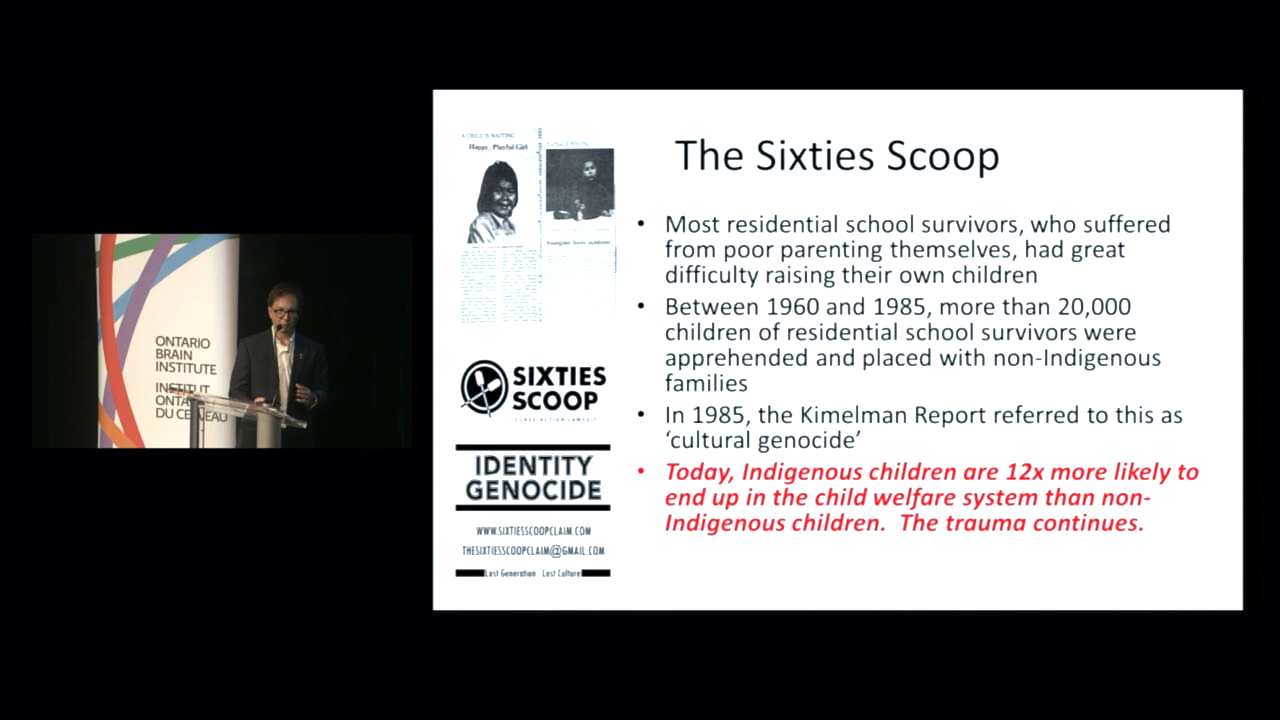 ONTARIO
BRAIN
INSTITUTE
INSTITUT
DU
A CHILD IS WAITING
Happy, Playful Girl
Youngster loves outdoors
SIXTIES
SCOOP
CLASS ACTION LAWSUIT
IDENTITY
GENOCIDE
WWW.SIXTIESSCOOPCLAIM.COM
THESIXTIESSCOOPCLAIM@GMAIL.COM
Lost Generation Lost Culture
The Sixties Scoop
• Most residential school survivors, who suffered
from poor parenting themselves, had great
difficulty raising their own children
• Between 1960 and 1985, more than 20,000
children of residential school survivors were
apprehended and placed with non-Indigenous
families
• In 1985, the Kimelman Report referred to this as
‘cultural genocide’
• Today, Indigenous children are 12x more likely to
end up in the child welfare system than non-
Indigenous children. The trauma continues.